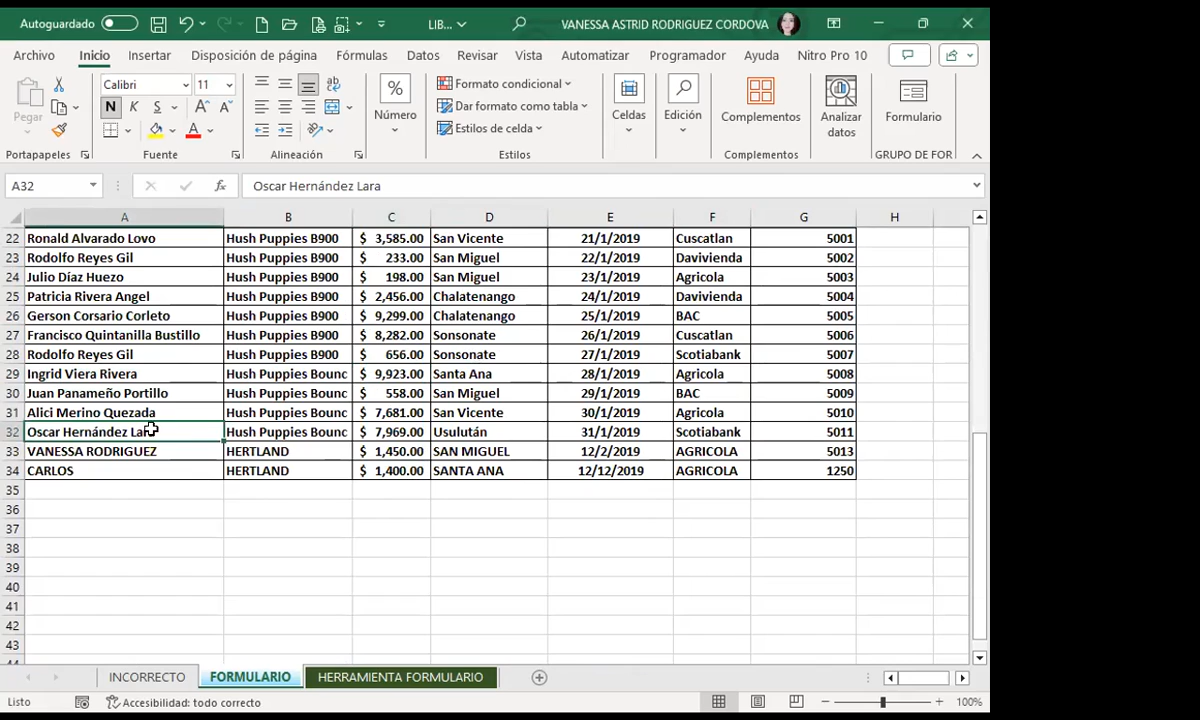 Autoguardado LIB... VANESSA ASTRID RODRIGUEZ CORDOVA
Archivo Inicio Insertar Disposición de página Fórmulas Datos Revisar Vista Automatizar Programador Ayuda Nitro Pro 10
Pegar
Portapapeles
Calibri 11
N K S
Fuente
Alineación
Número
Formato condicional
Dar formato como tabla
Estilos de celda
Estilos
Celdas
Edición
Complementos
Complementos
Analizar datos
Formulario
GRUPO DE FOR
A32 fx Oscar Hernández Lara
A B C D E F G H
22 Ronald Alvarado Lovo Hush Puppies B900 $ 3,585.00 San Vicente 21/1/2019 Cuscatlan 5001
23 Rodolfo Reyes Gil Hush Puppies B900 $ 233.00 San Miguel 22/1/2019 Davivienda 5002
24 Julio Díaz Huezo Hush Puppies B900 $ 198.00 San Miguel 23/1/2019 Agricola 5003
25 Patricia Rivera Angel Hush Puppies B900 $ 2,456.00 Chalatenango 24/1/2019 Davivienda 5004
26 Gerson Corsario Corleto Hush Puppies B900 $ 9,299.00 Chalatenango 25/1/2019 BAC 5005
27 Francisco Quintanilla Bustillo Hush Puppies B900 $ 8,282.00 Sonsonate 26/1/2019 Cuscatlan 5006
28 Rodolfo Reyes Gil Hush Puppies B900 $ 656.00 Sonsonate 27/1/2019 Scotiabank 5007
29 Ingrid Viera Rivera Hush Puppies Bounc $ 9,923.00 Santa Ana 28/1/2019 Agricola 5008
30 Juan Panameño Portillo Hush Puppies Bounc $ 558.00 San Miguel 29/1/2019 BAC 5009
31 Alici Merino Quezada Hush Puppies Bounc $ 7,681.00 San Vicente 30/1/2019 Agricola 5010
32 Oscar Hernández Lara Hush Puppies Bounc $ 7,969.00 Usulután 31/1/2019 Scotiabank 5011
33 VANESSA RODRIGUEZ HERTLAND $ 1,450.00 SAN MIGUEL 12/2/2019 AGRICOLA 5013
34 CARLOS HERTLAND $ 1,400.00 SANTA ANA 12/12/2019 AGRICOLA 1250
35
36
37
38
39
40
41
42
43
44
INCORRECTO FORMULARIO HERRAMIENTA FORMULARIO
Listo Accesibilidad: todo correcto 100%